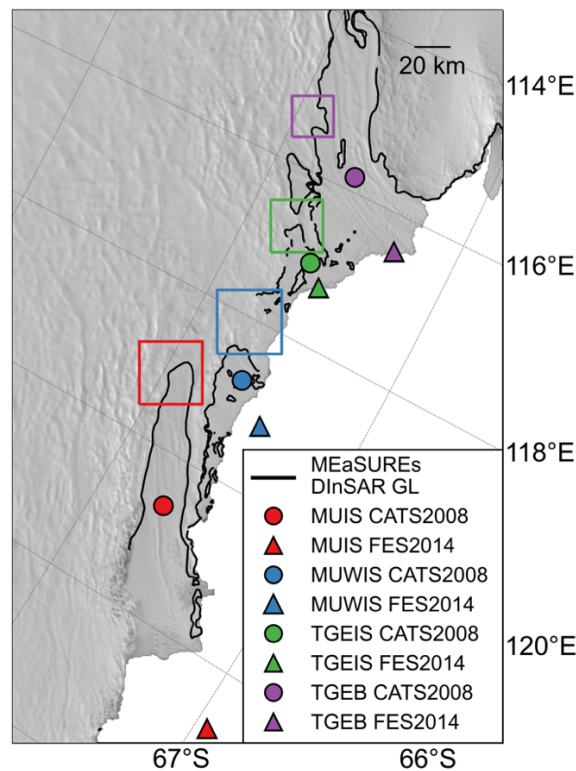 20 km
114°E
116°E
118°E
120°E
MEaSUREs
DInSAR GL
MUIS CATS2008
MUIS FES2014
MUWIS CATS2008
MUWIS FES2014
TGEIS CATS2008
TGEIS FES2014
TGEB CATS2008
TGEB FES2014
67°S
66°S